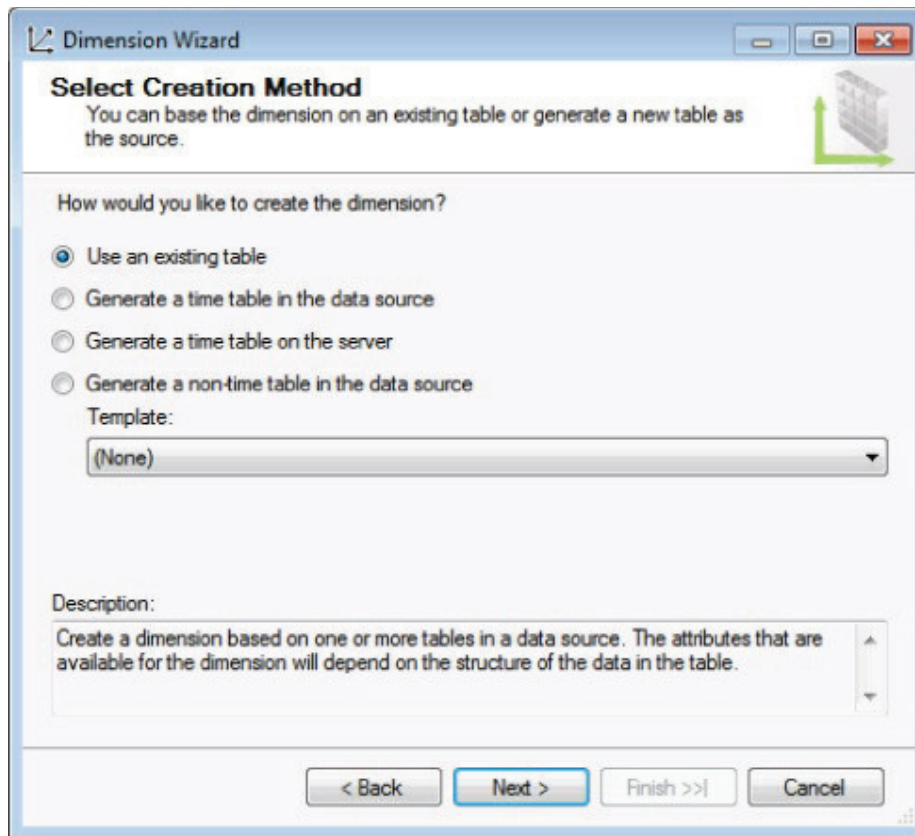 Dimension Wizard
Select Creation Method
You can base the dimension on an existing table or generate a new table as
the source.
How would you like to create the dimension?
Use an existing table
Generate a time table in the data source
Generate a time table on the server
Generate a non-time table in the data source
Template:
(None)
Description:
Create a dimension based on one or more tables in a data source. The attributes that are
available for the dimension will depend on the structure of the data in the table.
< Back
Next >
Finish >>|
Cancel